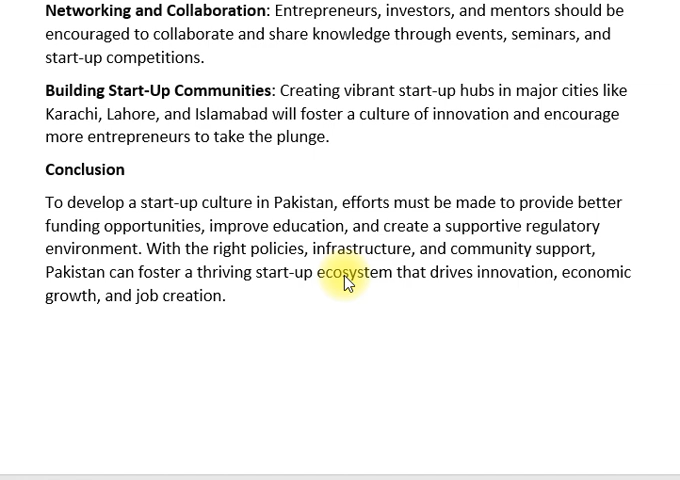 Networking and Collaboration: Entrepreneurs, investors, and mentors should be
encouraged to collaborate and share knowledge through events, seminars, and
start-up competitions.
Building Start-Up Communities: Creating vibrant start-up hubs in major cities like
Karachi, Lahore, and Islamabad will foster a culture of innovation and encourage
more entrepreneurs to take the plunge.
Conclusion
To develop a start-up culture in Pakistan, efforts must be made to provide better
funding opportunities, improve education, and create a supportive regulatory
environment. With the right policies, infrastructure, and community support,
Pakistan can foster a thriving start-up ecosystem that drives innovation, economic
growth, and job creation.